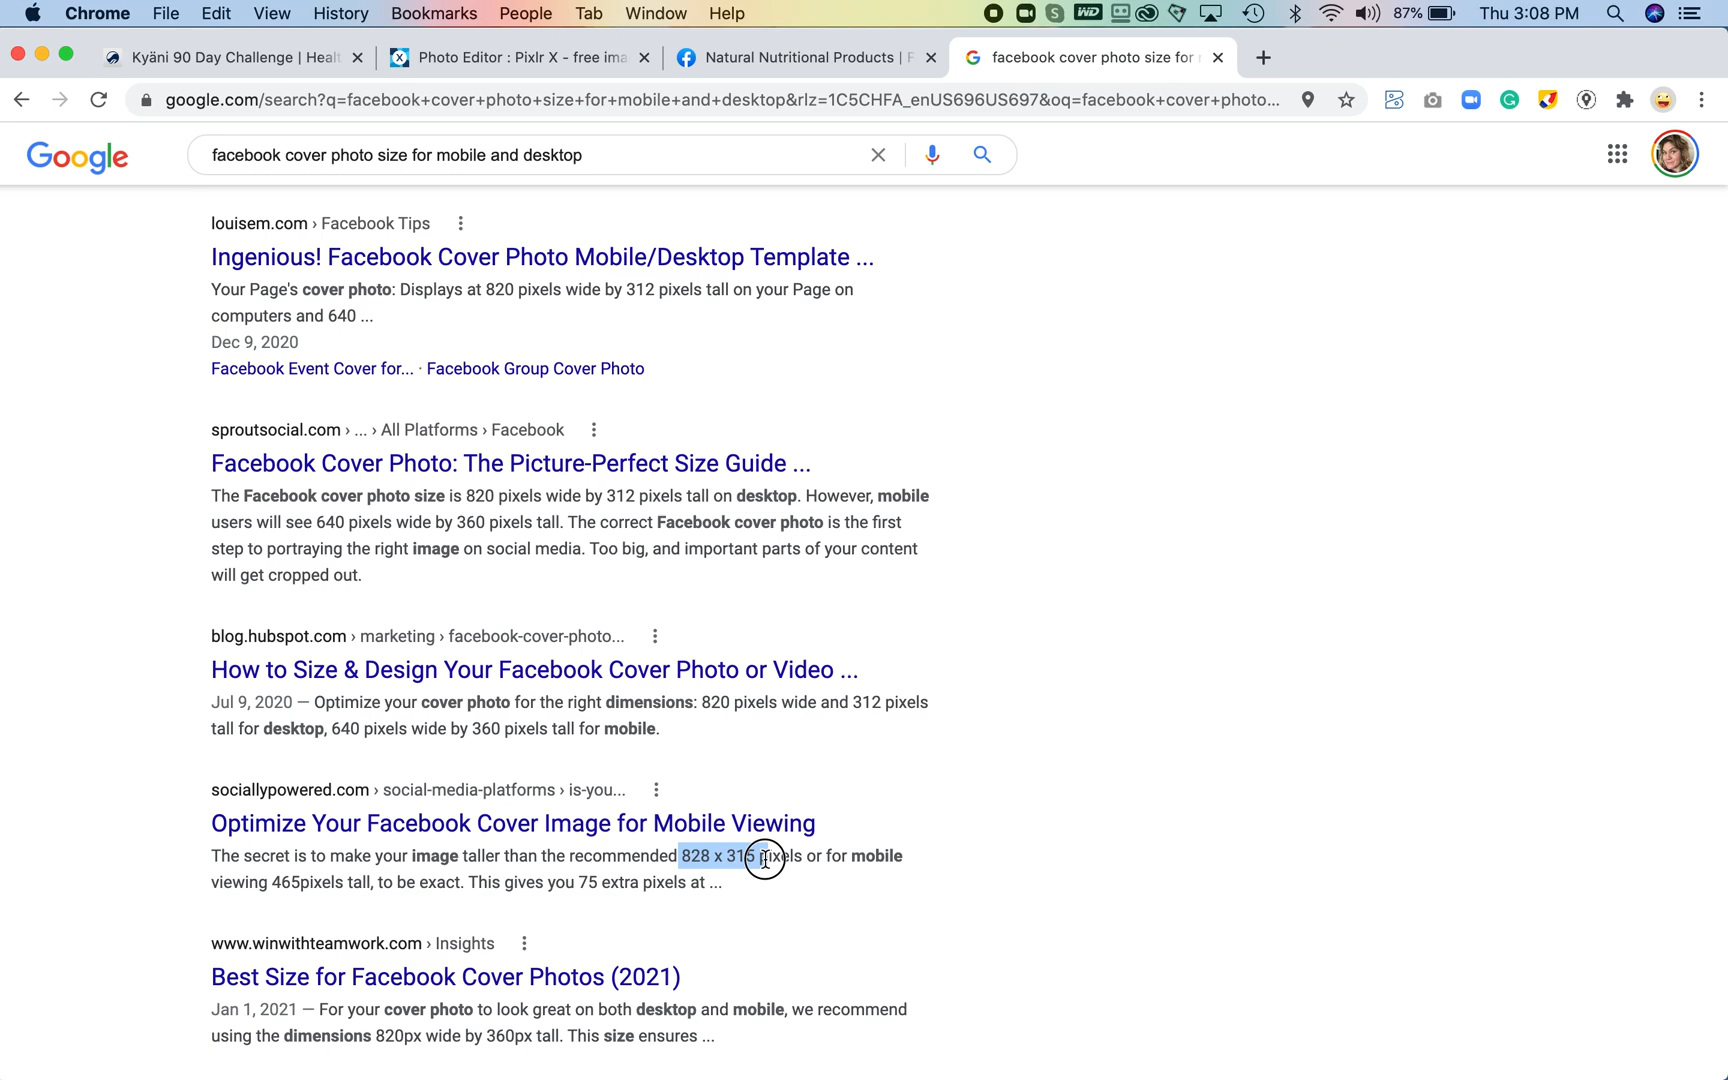 Chrome File Edit View History Bookmarks People Tab Window Help 87% Thu 3:08 PM
Kyäni 90 Day Challenge | Healt Photo Editor : Pixlr X - free ima Natural Nutritional Products | F facebook cover photo size for
google.com/search?q=facebook+cover+photo+size+for+mobile+and+desktop&rlz=1C5CHFA_enUS696US697&oq=facebook+cover+photo...
Google facebook cover photo size for mobile and desktop
louisem.com › Facebook Tips
Ingenious! Facebook Cover Photo Mobile/Desktop Template ...
Your Page's cover photo: Displays at 820 pixels wide by 312 pixels tall on your Page on
computers and 640 ...
Dec 9, 2020
Facebook Event Cover for... · Facebook Group Cover Photo
sproutsocial.com › ... › All Platforms › Facebook
Facebook Cover Photo: The Picture-Perfect Size Guide ...
The Facebook cover photo size is 820 pixels wide by 312 pixels tall on desktop. However, mobile
users will see 640 pixels wide by 360 pixels tall. The correct Facebook cover photo is the first
step to portraying the right image on social media. Too big, and important parts of your content
will get cropped out.
blog.hubspot.com › marketing › facebook-cover-photo...
How to Size & Design Your Facebook Cover Photo or Video ...
Jul 9, 2020 — Optimize your cover photo for the right dimensions: 820 pixels wide and 312 pixels
tall for desktop, 640 pixels wide by 360 pixels tall for mobile.
sociallypowered.com › social-media-platforms › is-you...
Optimize Your Facebook Cover Image for Mobile Viewing
The secret is to make your image taller than the recommended 828 x 315 pixels or for mobile
viewing 465pixels tall, to be exact. This gives you 75 extra pixels at ...
www.winwithteamwork.com › Insights
Best Size for Facebook Cover Photos (2021)
Jan 1, 2021 — For your cover photo to look great on both desktop and mobile, we recommend
using the dimensions 820px wide by 360px tall. This size ensures ...